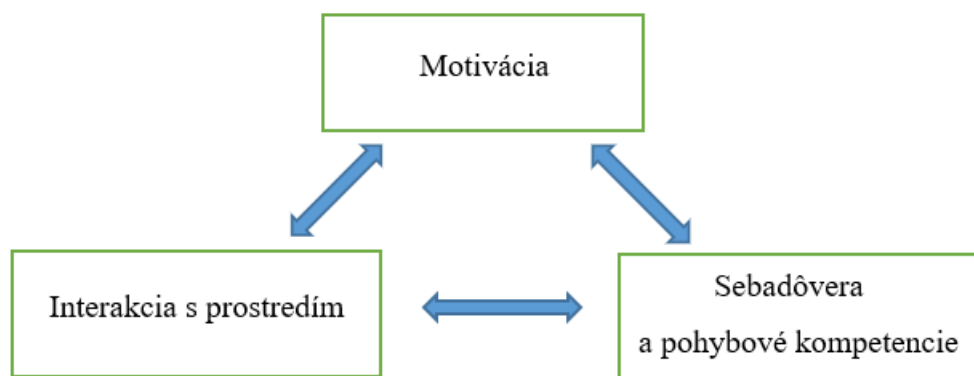 Motivácia
Interakcia s prostredím
Sebadôvera
a pohybové kompetencie